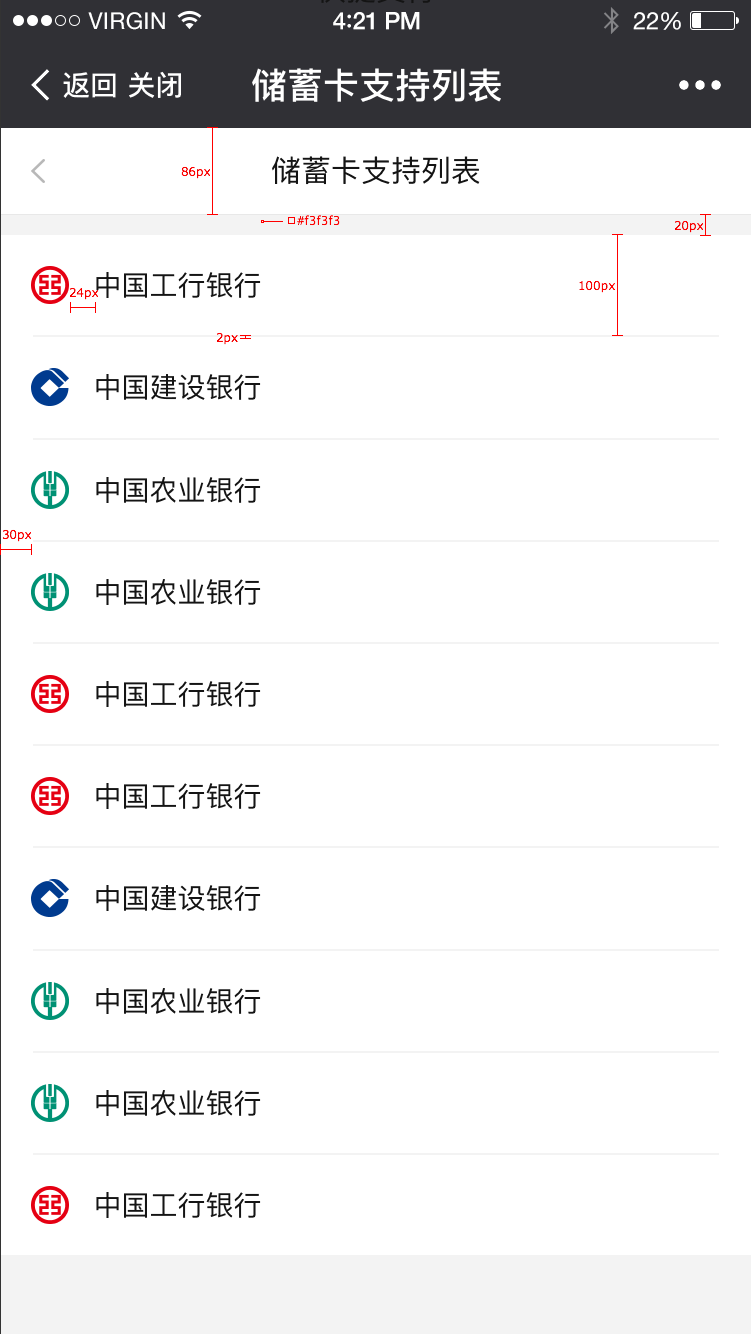 VIRGIN 4:21 PM 22%
返回 关闭 储蓄卡支持列表
86px 储蓄卡支持列表
#f3f3f3 20px
中国工行银行 100px
24px
2px
中国建设银行
中国农业银行
30px
中国农业银行
中国工行银行
中国工行银行
中国建设银行
中国农业银行
中国农业银行
中国工行银行